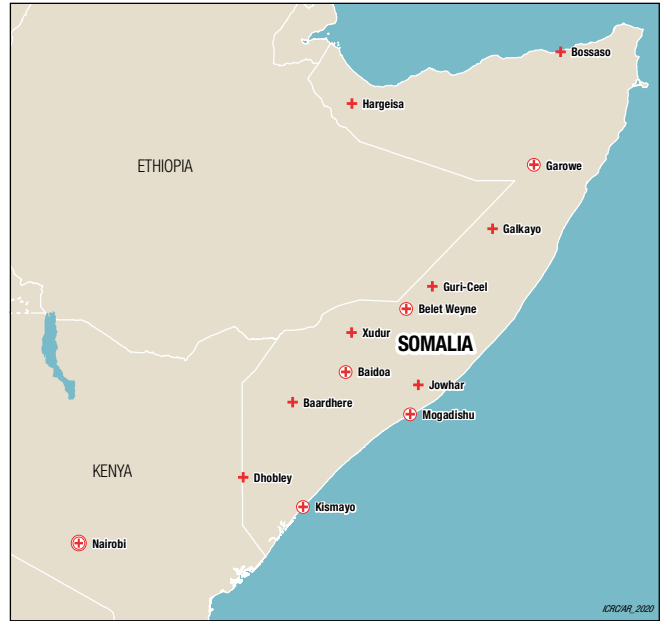 Bossaso
Hargeisa
ETHIOPIA
Garowe
Galkayo
Guri-Ceel
Belet Weyne
Xudur
SOMALIA
Baidoa
Jowhar
Baardhere
Mogadishu
KENYA
Dhobley
Kismayo
Nairobi
ICRC/AR_2020